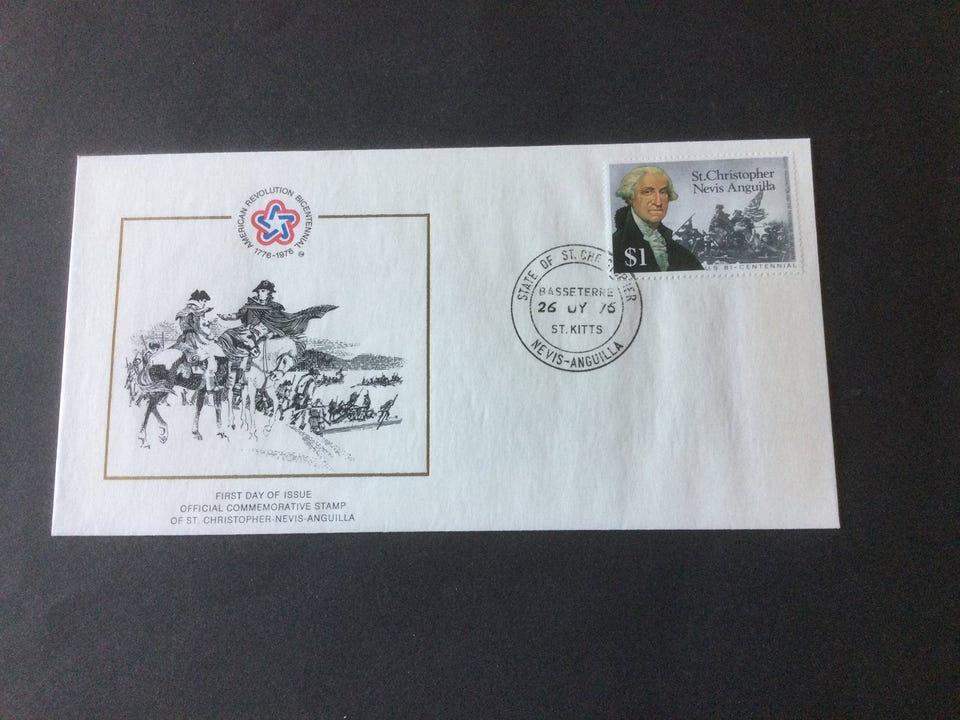 AMERICAN REVOLUTION BICENTENNIAL
1776-1976
St.Christopher
Nevis Anguilla
$1
US BI-CENTENNIAL
STATE OF ST.
BASSETERRE
26 JY 76
ST. KITTS
NEVIS-ANGUILLA
FIRST DAY OF ISSUE
OFFICIAL COMMEMORATIVE STAMP
OF ST. CHRISTOPHER-NEVIS-ANGUILLA